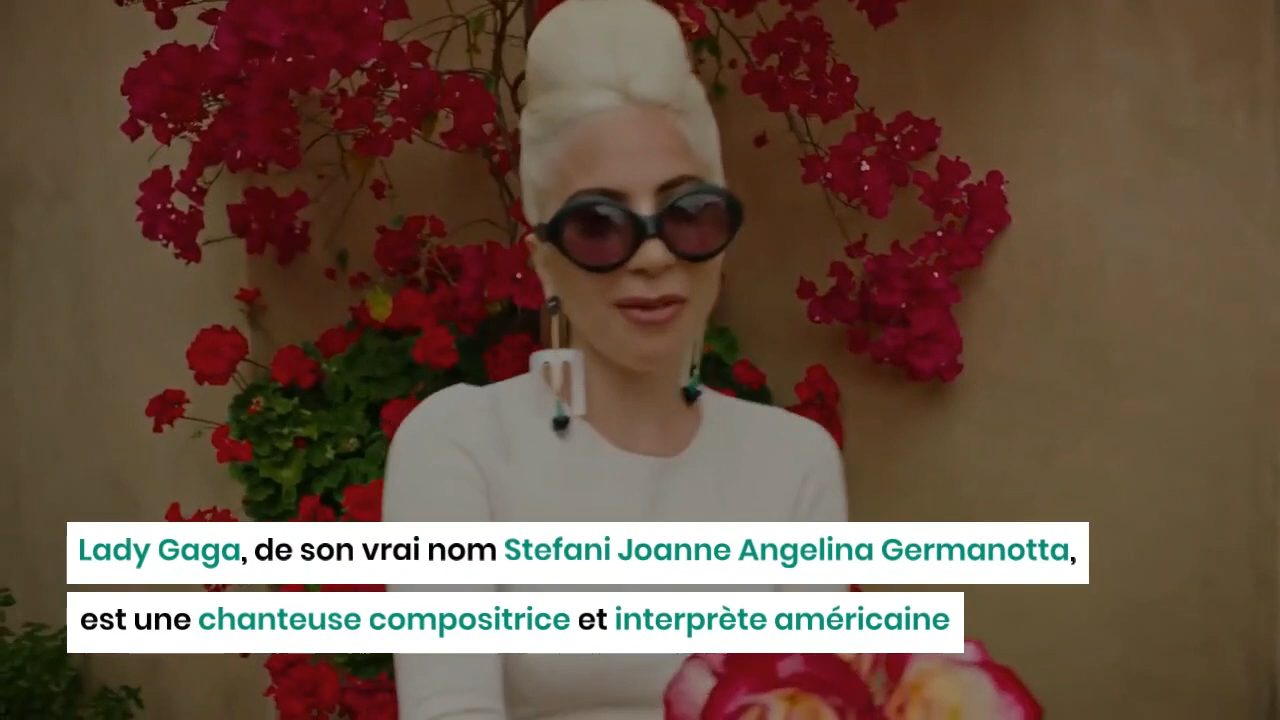 Lady Gaga, de son vrai nom Stefani Joanne Angelina Germanotta,
est une chanteuse compositrice et interprète américaine